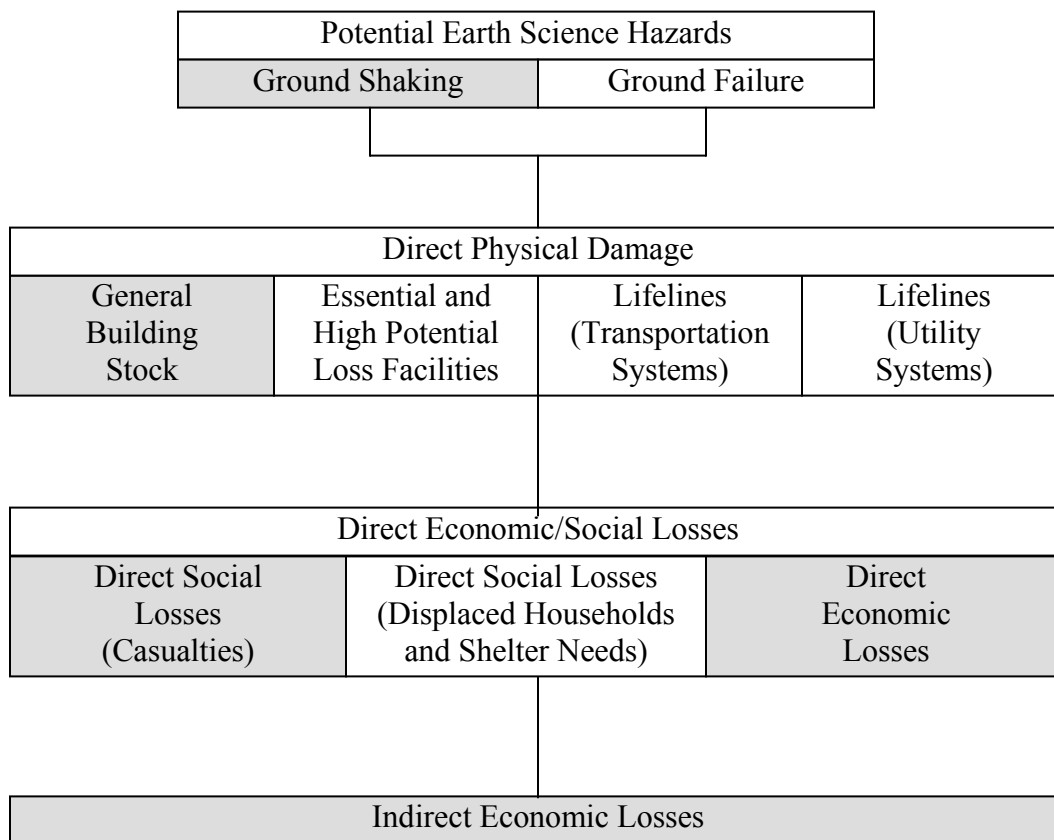 Potential Earth Science Hazards
Ground Shaking
Ground Failure
Direct Physical Damage
General
Building
Stock
Essential and
High Potential
Loss Facilities
Lifelines
(Transportation
Systems)
Lifelines
(Utility
Systems)
Direct Economic/Social Losses
Direct Social
Losses
(Casualties)
Direct Social Losses
(Displaced Households
and Shelter Needs)
Direct
Economic
Losses
Indirect Economic Losses